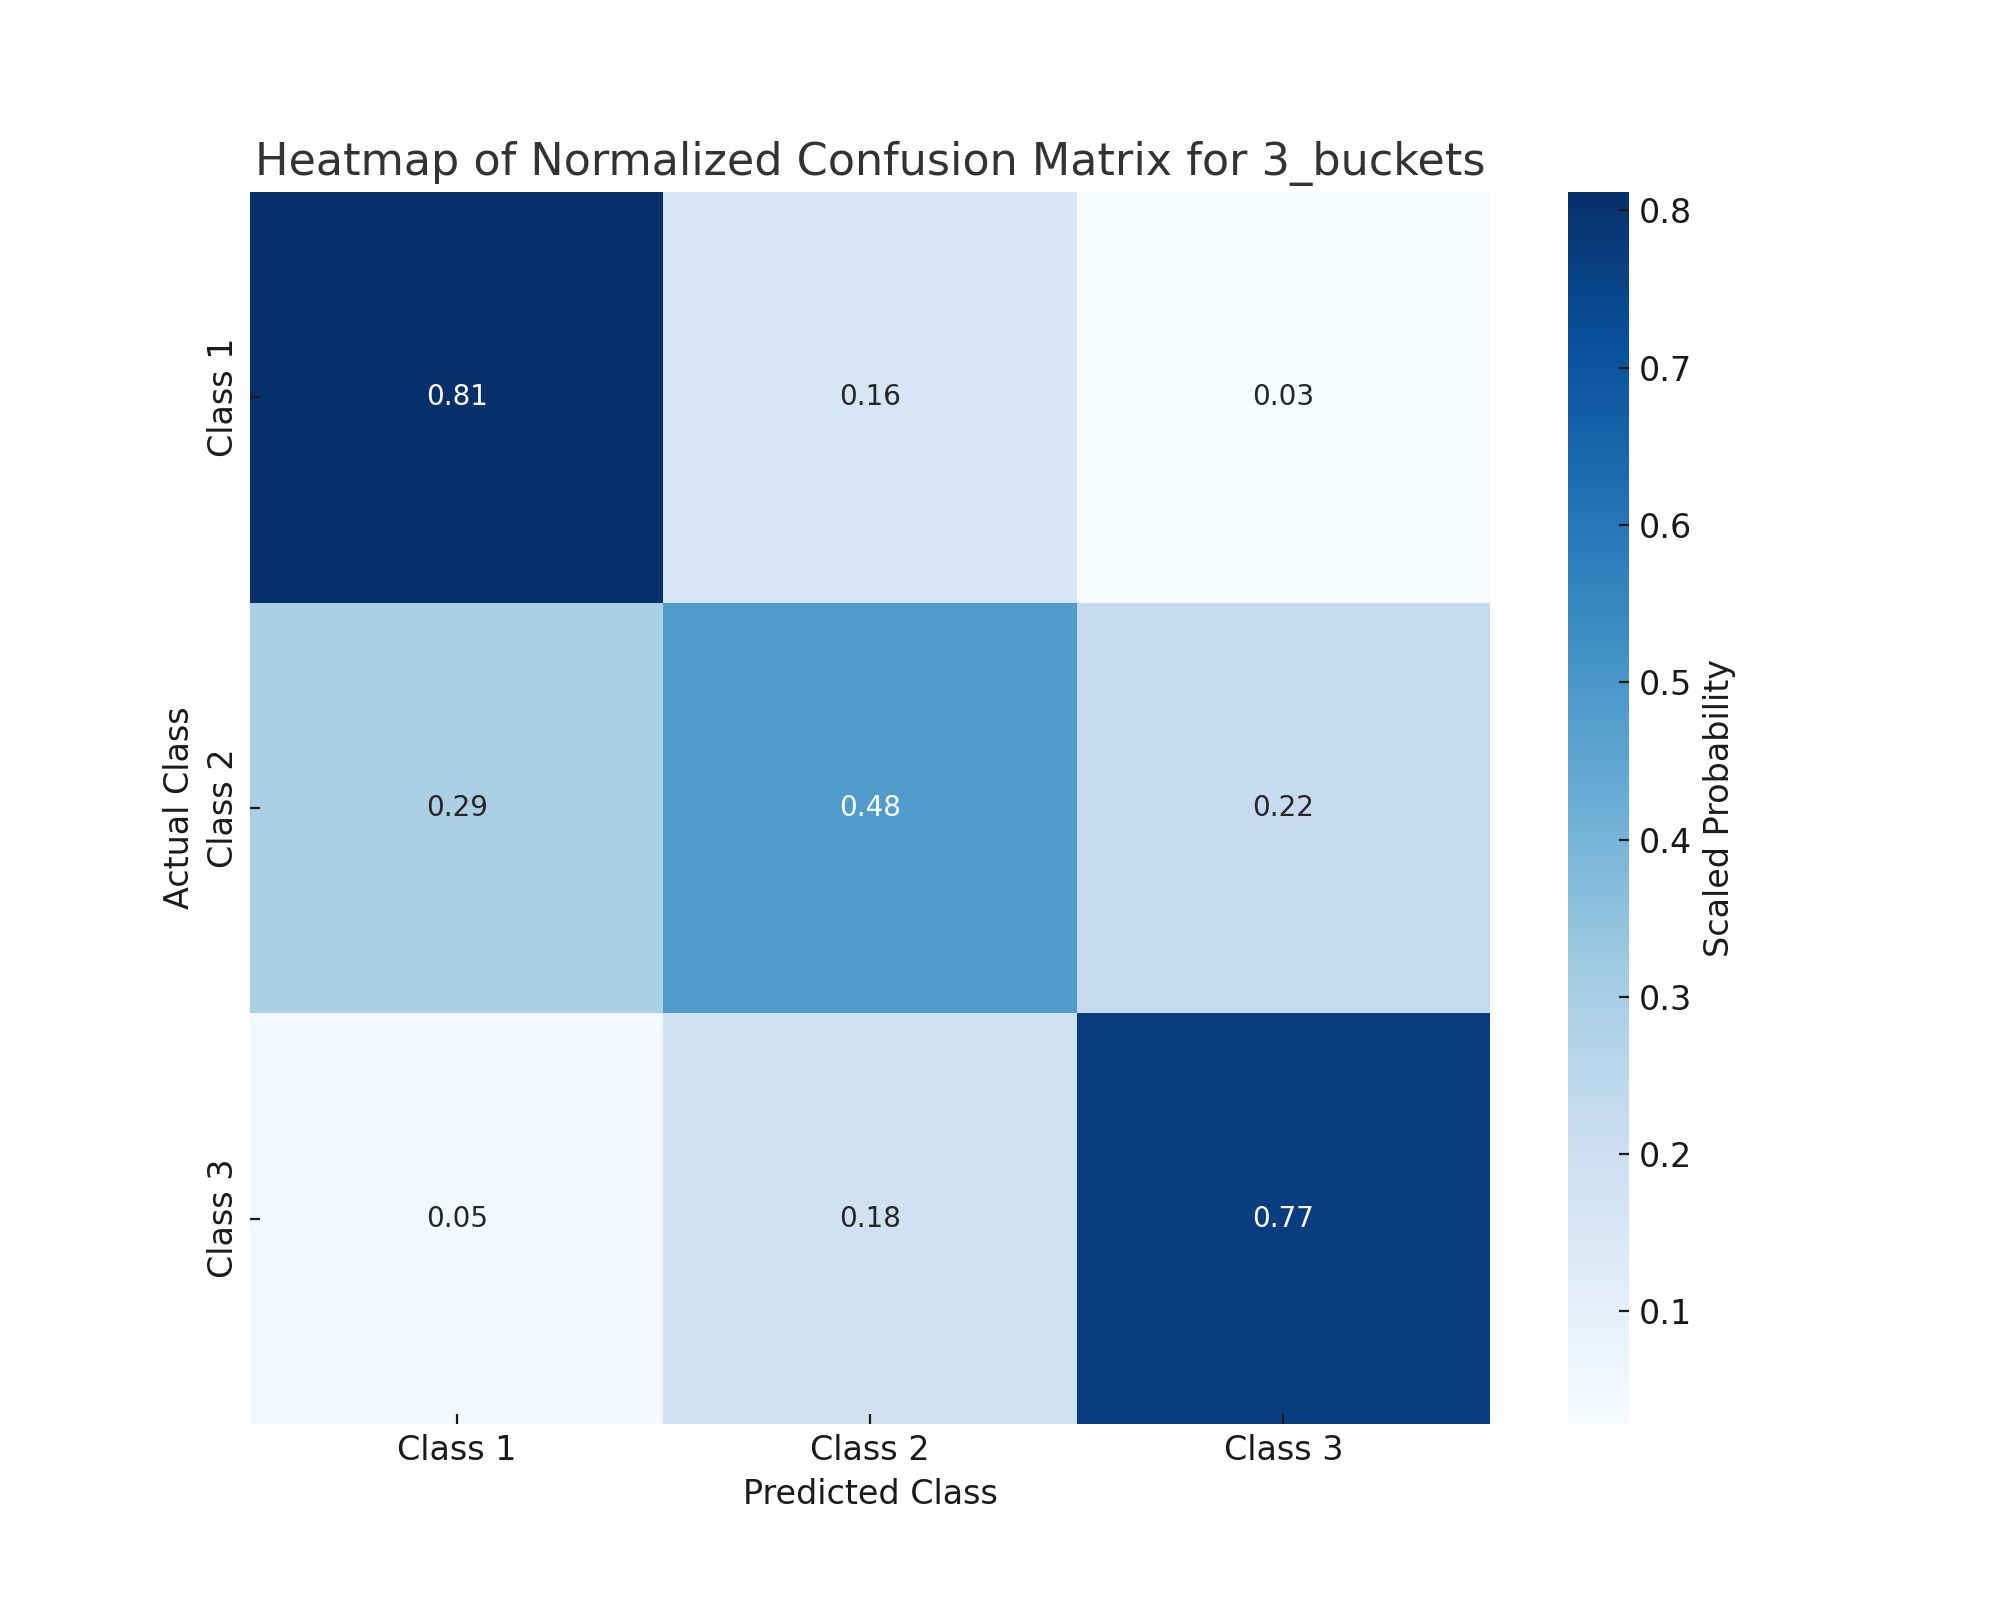 Heatmap of Normalized Confusion Matrix for 3_buckets
Actual Class
Class 1
0.81
0.16
0.03
Class 2
0.29
0.48
0.22
Class 3
0.05
0.18
0.77
Class 1
Class 2
Class 3
Predicted Class
0.8
0.7
0.6
0.5
0.4
0.3
0.2
0.1
Scaled Probability